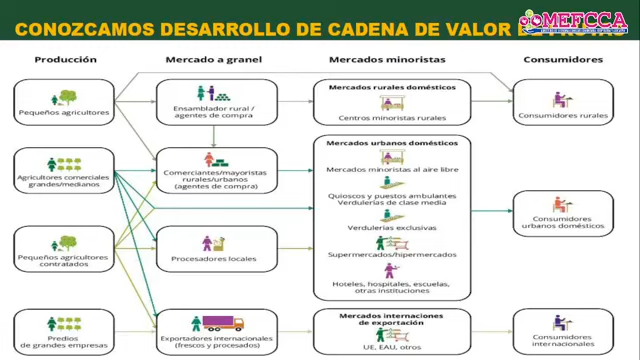 CONOZCAMOS DESARROLLO DE CADENA DE VALOR DE FRUTAS
MEFCCA
Producción
Mercado a granel
Mercados minoristas
Consumidores
Pequeños agricultores
Ensamblador rural /
agentes de compra
Mercados rurales domésticos
Centros minoristas rurales
Consumidores rurales
Agricultores comerciales
grandes/medianos
Comerciantes/mayoristas
rurales/urbanos
(agentes de compra)
Mercados urbanos domésticos
Mercados minoristas al aire libre
Quioscos y puestos ambulantes
Verdulerías de clase media
Verdulerías exclusivas
Supermercados/hipermercados
Hoteles, hospitales, escuelas,
otras instituciones
Consumidores
urbanos domésticos
Pequeños agricultores
contratados
Procesadores locales
Predios
de grandes empresas
Exportadores internacionales
(frescos y procesados)
Mercados internaciones
de exportación
UE, EAU, otros
Consumidores
internacionales